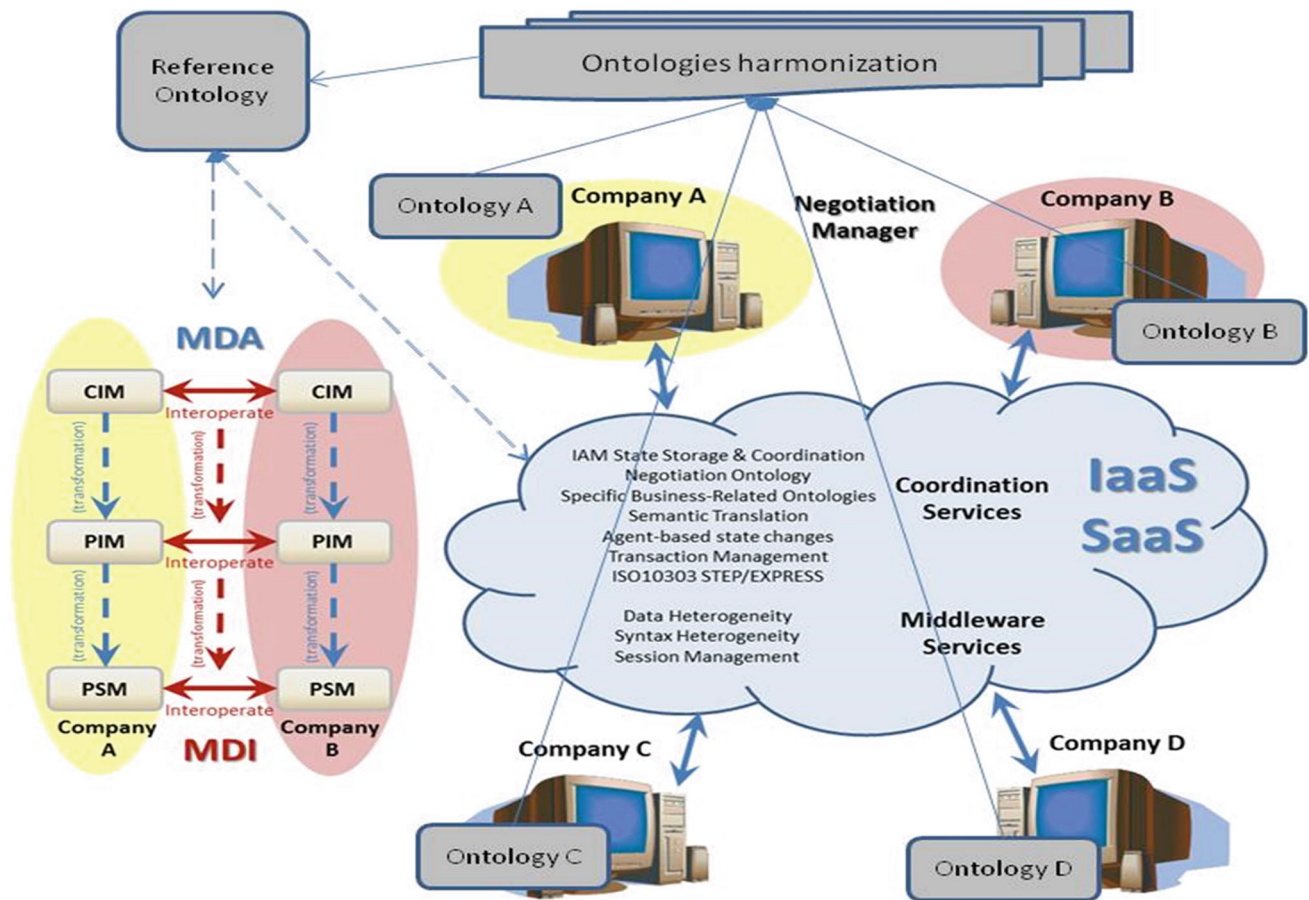 Reference
Ontology
Ontologies harmonization
Ontology A
Company A
Negotiation
Manager
Company B
Ontology B
MDA
CIM
CIM
Interoperate
(transformation)
(transformation)
(transformation)
PIM
PIM
Interoperate
(transformation)
(transformation)
(transformation)
PSM
PSM
Interoperate
Company
A
Company
B
MDI
IAM State Storage & Coordination
Negotiation Ontology
Specific Business-Related Ontologies
Semantic Translation
Agent-based state changes
Transaction Management
ISO10303 STEP/EXPRESS
Data Heterogeneity
Syntax Heterogeneity
Session Management
Coordination
Services
Middleware
Services
IaaS
SaaS
Company C
Ontology C
Company D
Ontology D